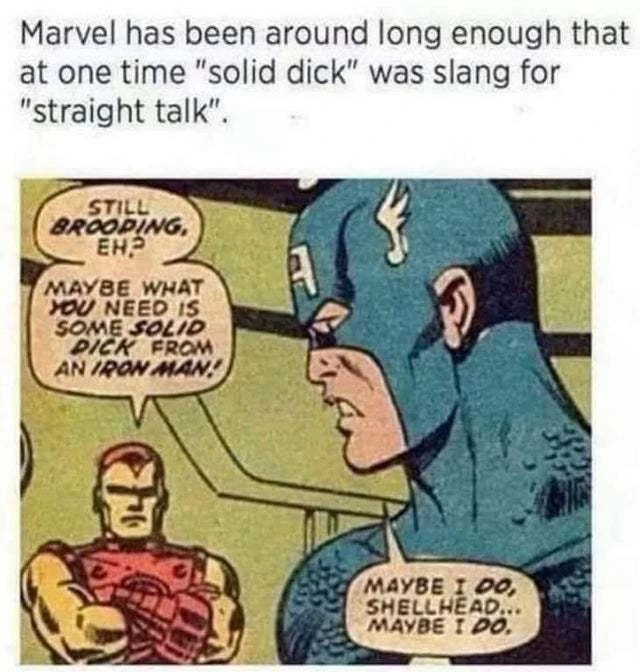 Marvel has been around long enough that
at one time "solid dick" was slang for
"straight talk".
STILL
BROODING,
EH?
MAYBE WHAT
YOU NEED IS
SOME SOLID
DICK FROM
AN IRON MAN!
A
MAYBE I DO,
SHELLHEAD...
MAYBE I DO.